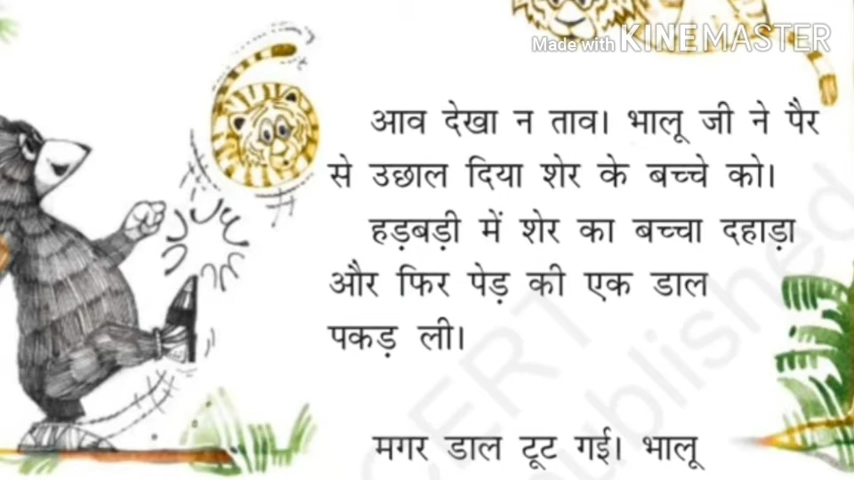 Made with KINEMASTER
आव देखा न ताव। भालू जी ने पैर
से उछाल दिया शेर के बच्चे को।
हड़बड़ी में शेर का बच्चा दहाड़ा
और फिर पेड़ की एक डाल
पकड़ ली।
मगर डाल टूट गई। भालू